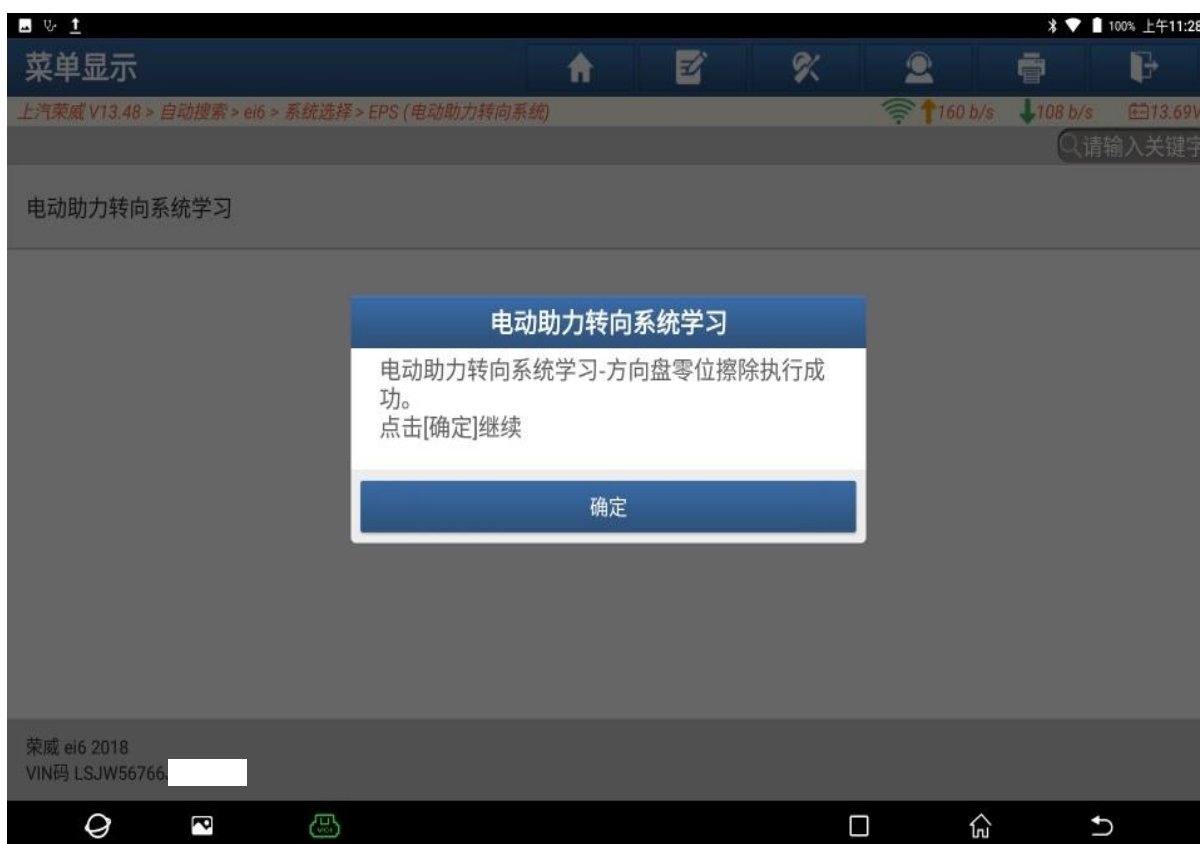 100% 上午11:28
菜单显示
上汽荣威 V13.48 > 自动搜索 > ei6 > 系统选择 > EPS (电动助力转向系统)
160 b/s 108 b/s 13.69V
请输入关键字
电动助力转向系统学习
电动助力转向系统学习
电动助力转向系统学习-方向盘零位擦除执行成
功。
点击[确定]继续
确定
荣威 ei6 2018
VIN码 LSJW56766
VCI